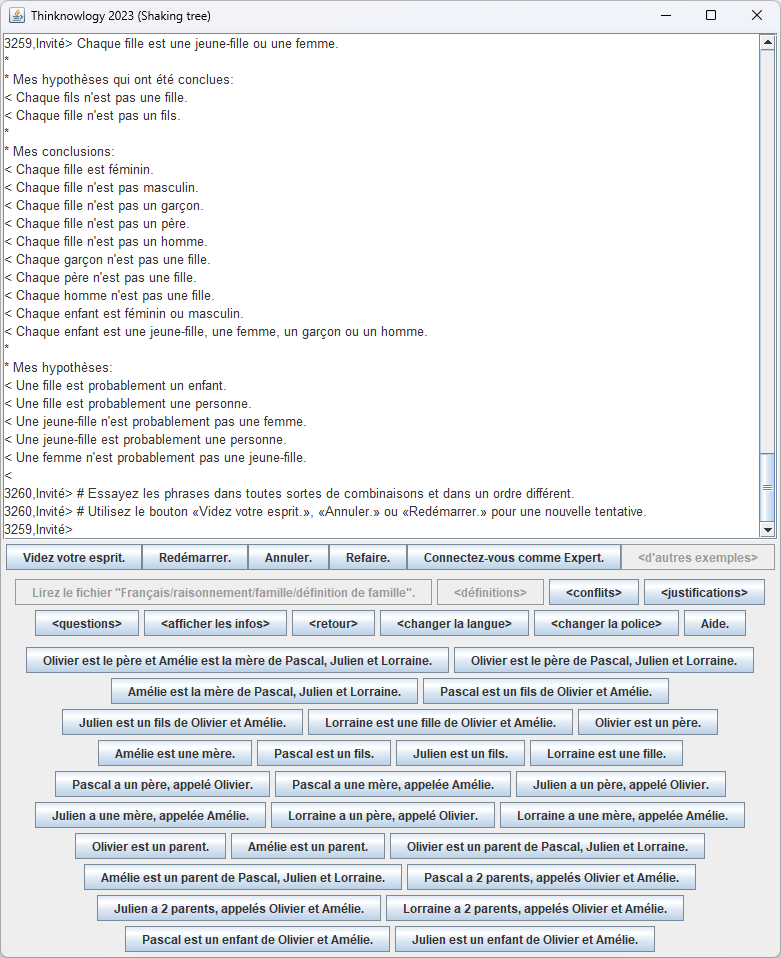 Thinknowlogy 2023 (Shaking tree)
3259,Invité> Chaque fille est une jeune-fille ou une femme.
*
* Mes hypothèses qui ont été conclues:
< Chaque fils n'est pas une fille.
< Chaque fille n'est pas un fils.
*
* Mes conclusions:
< Chaque fille est féminin.
< Chaque fille n'est pas masculin.
< Chaque fille n'est pas un garçon.
< Chaque fille n'est pas un père.
< Chaque fille n'est pas un homme.
< Chaque garçon n'est pas une fille.
< Chaque père n'est pas une fille.
< Chaque homme n'est pas une fille.
< Chaque enfant est féminin ou masculin.
< Chaque enfant est une jeune-fille, une femme, un garçon ou un homme.
*
* Mes hypothèses:
< Une fille est probablement un enfant.
< Une fille est probablement une personne.
< Une jeune-fille n'est probablement pas une femme.
< Une jeune-fille est probablement une personne.
< Une femme n'est probablement pas une jeune-fille.
<
3260,Invité> # Essayez les phrases dans toutes sortes de combinaisons et dans un ordre différent.
3260,Invité> # Utilisez le bouton «Videz votre esprit.», «Annuler.» ou «Redémarrer.» pour une nouvelle tentative.
3259,Invité>
Videz votre esprit. Redémarrer. Annuler. Refaire. Connectez-vous comme Expert. <d'autres exemples>
Lirez le fichier "Français/raisonnement/famille/définition de famille". <définitions> <conflits> <justifications>
<questions> <afficher les infos> <retour> <changer la langue> <changer la police> Aide.
Olivier est le père et Amélie est la mère de Pascal, Julien et Lorraine. Olivier est le père de Pascal, Julien et Lorraine.
Amélie est la mère de Pascal, Julien et Lorraine. Pascal est un fils de Olivier et Amélie.
Julien est un fils de Olivier et Amélie. Lorraine est une fille de Olivier et Amélie. Olivier est un père.
Amélie est une mère. Pascal est un fils. Julien est un fils. Lorraine est une fille.
Pascal a un père, appelé Olivier. Pascal a une mère, appelée Amélie. Julien a un père, appelé Olivier.
Julien a une mère, appelée Amélie. Lorraine a un père, appelé Olivier. Lorraine a une mère, appelée Amélie.
Olivier est un parent. Amélie est un parent. Olivier est un parent de Pascal, Julien et Lorraine.
Amélie est un parent de Pascal, Julien et Lorraine. Pascal a 2 parents, appelés Olivier et Amélie.
Julien a 2 parents, appelés Olivier et Amélie. Lorraine a 2 parents, appelés Olivier et Amélie.
Pascal est un enfant de Olivier et Amélie. Julien est un enfant de Olivier et Amélie.